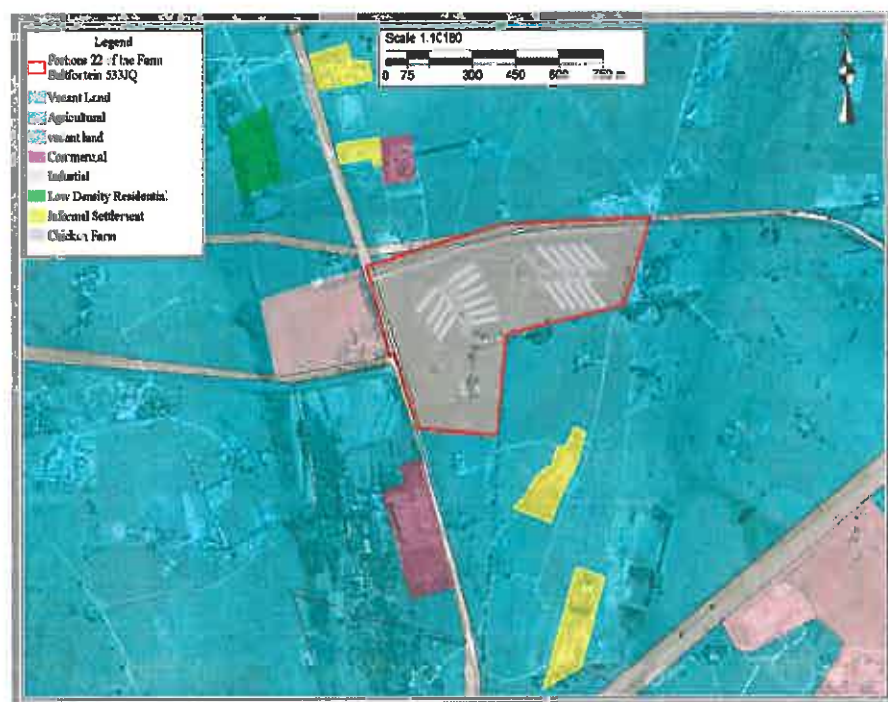 Legend
Portions 22 of the Farm
533JQ
Vacant Land
Agricultural
vacant land
Commercial
Industrial
Low Density Residential
Informal Settlement
Chicken Farm
Scale 1:10180
0 75 300 450 600 750 m